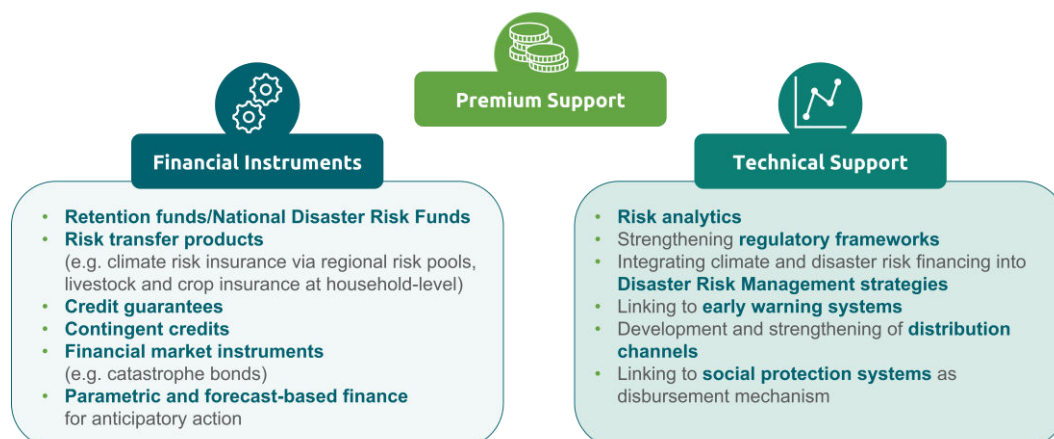 Premium Support
Financial Instruments
• Retention funds/National Disaster Risk Funds
• Risk transfer products
(e.g. climate risk insurance via regional risk pools,
livestock and crop insurance at household-level)
• Credit guarantees
• Contingent credits
• Financial market instruments
(e.g. catastrophe bonds)
• Parametric and forecast-based finance
for anticipatory action
Technical Support
• Risk analytics
• Strengthening regulatory frameworks
• Integrating climate and disaster risk financing into
Disaster Risk Management strategies
• Linking to early warning systems
• Development and strengthening of distribution
channels
• Linking to social protection systems as
disbursement mechanism